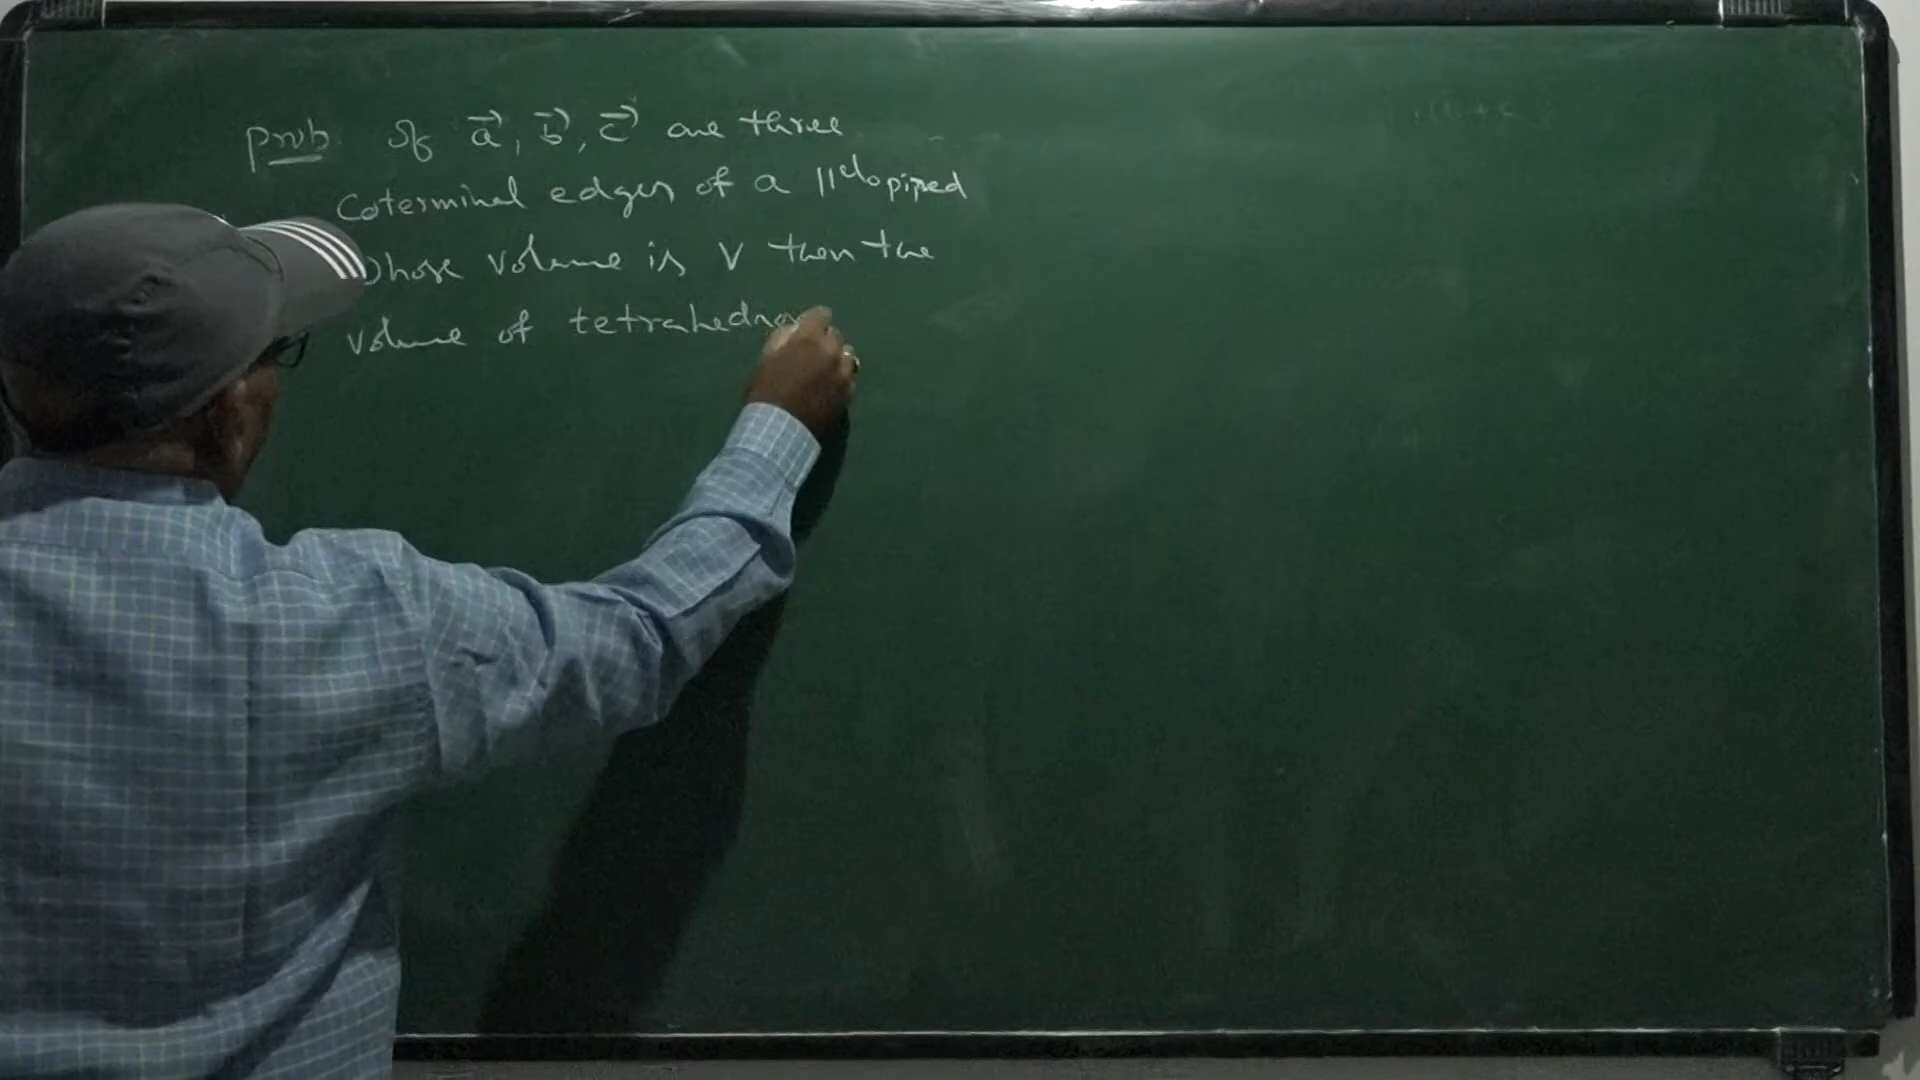 Prob. If a⃗, b⃗, c⃗ are three
Coterminal edges of a ||elopiped
whose volume is V then the
volume of tetrahedron